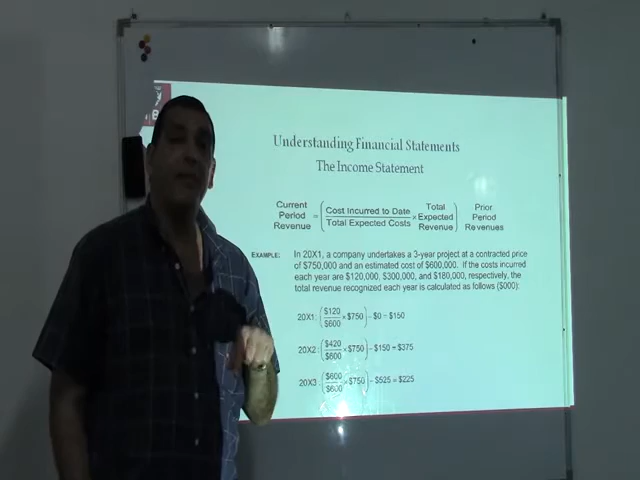 Understanding Financial Statements
The Income Statement
Current Period Revenue = ( Cost Incurred to Date / Total Expected Costs × Total Expected Revenue ) Prior Period Revenues
EXAMPLE: In 20X1, a company undertakes a 3-year project at a contracted price
of $750,000 and an estimated cost of $600,000. If the costs incurred
each year are $120,000, $300,000, and $180,000, respectively, the
total revenue recognized each year is calculated as follows ($000):
20X1: ( $120 / $600 × $750 ) − $0 = $150
20X2: ( $420 / $600 × $750 ) − $150 = $375
20X3: ( $600 / $600 × $750 ) − $525 = $225